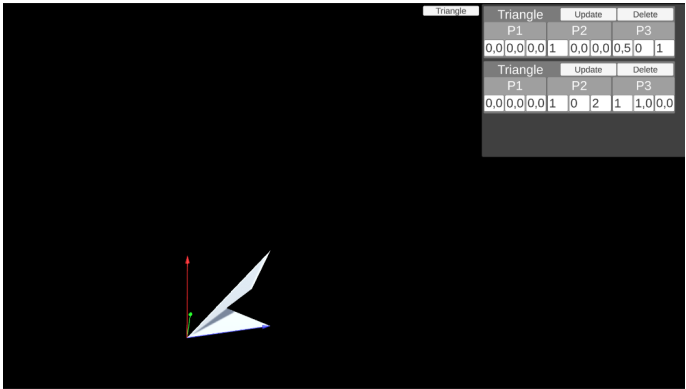 Triangle
Triangle Update Delete
P1 P2 P3
0,0 0,0 0,0 1 0,0 0,0 0,5 0 1
Triangle Update Delete
P1 P2 P3
0,0 0,0 0,0 1 0 2 1 1,0 0,0